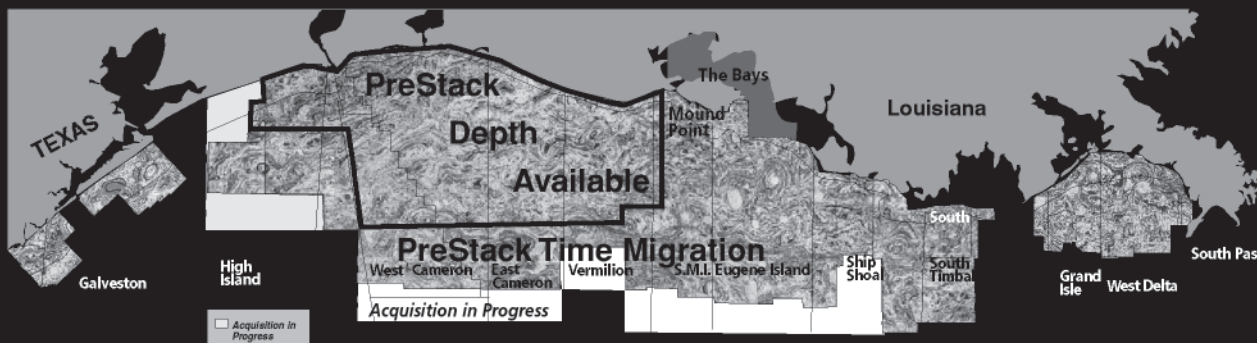 PreStack
Depth
Available
The Bays
Mound
Point
Louisiana
TEXAS
PreStack Time Migration
South
West Cameron
East
Cameron
Vermilion
S.M.I. Eugene Island
Ship
Shoal
South
Timbal
Galveston
High
Island
Grand
Isle
West Delta
South Pas
Acquisition in Progress
Acquisition in
Progress